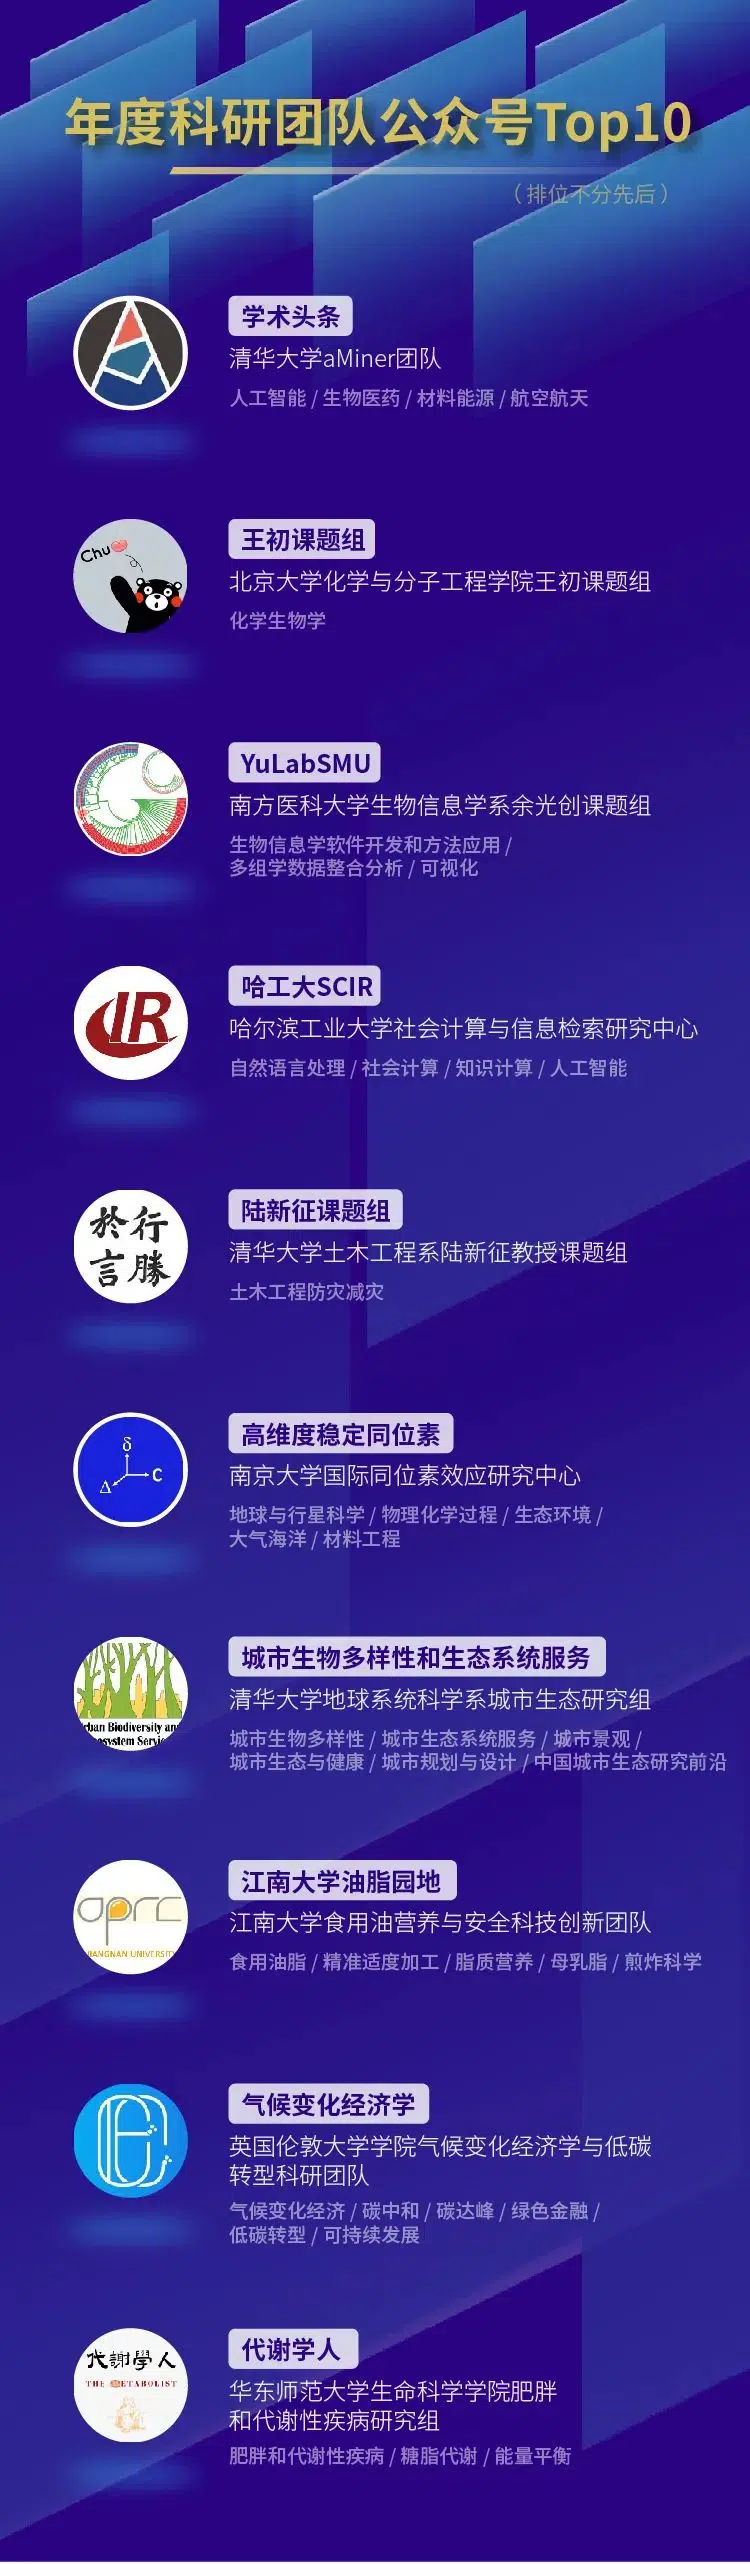 年度科研团队公众号Top10
（排位不分先后）
学术头条
清华大学aMiner团队
人工智能 / 生物医药 / 材料能源 / 航空航天
Chu
王初课题组
北京大学化学与分子工程学院王初课题组
化学生物学
YuLabSMU
南方医科大学生物信息学系余光创课题组
生物信息学软件开发和方法应用 /
多组学数据整合分析 / 可视化
IR
哈工大SCIR
哈尔滨工业大学社会计算与信息检索研究中心
自然语言处理 / 社会计算 / 知识计算 / 人工智能
於行
言勝
陆新征课题组
清华大学土木工程系陆新征教授课题组
土木工程防灾减灾
δ
Δ C
高维度稳定同位素
南京大学国际同位素效应研究中心
地球与行星科学 / 物理化学过程 / 生态环境 /
大气海洋 / 材料工程
rban Biodiversity an
osystem Servic
城市生物多样性和生态系统服务
清华大学地球系统科学系城市生态研究组
城市生物多样性 / 城市生态系统服务 / 城市景观 /
城市生态与健康 / 城市规划与设计 / 中国城市生态研究前沿
oprc
JIANGNAN UNIVERSITY
江南大学油脂园地
江南大学食用油营养与安全科技创新团队
食用油脂 / 精准适度加工 / 脂质营养 / 母乳脂 / 煎炸科学
气候变化经济学
英国伦敦大学学院气候变化经济学与低碳
转型科研团队
气候变化经济 / 碳中和 / 碳达峰 / 绿色金融 /
低碳转型 / 可持续发展
代謝學人
THE METABOLIST
代谢学人
华东师范大学生命科学学院肥胖
和代谢性疾病研究组
肥胖和代谢性疾病 / 糖脂代谢 / 能量平衡